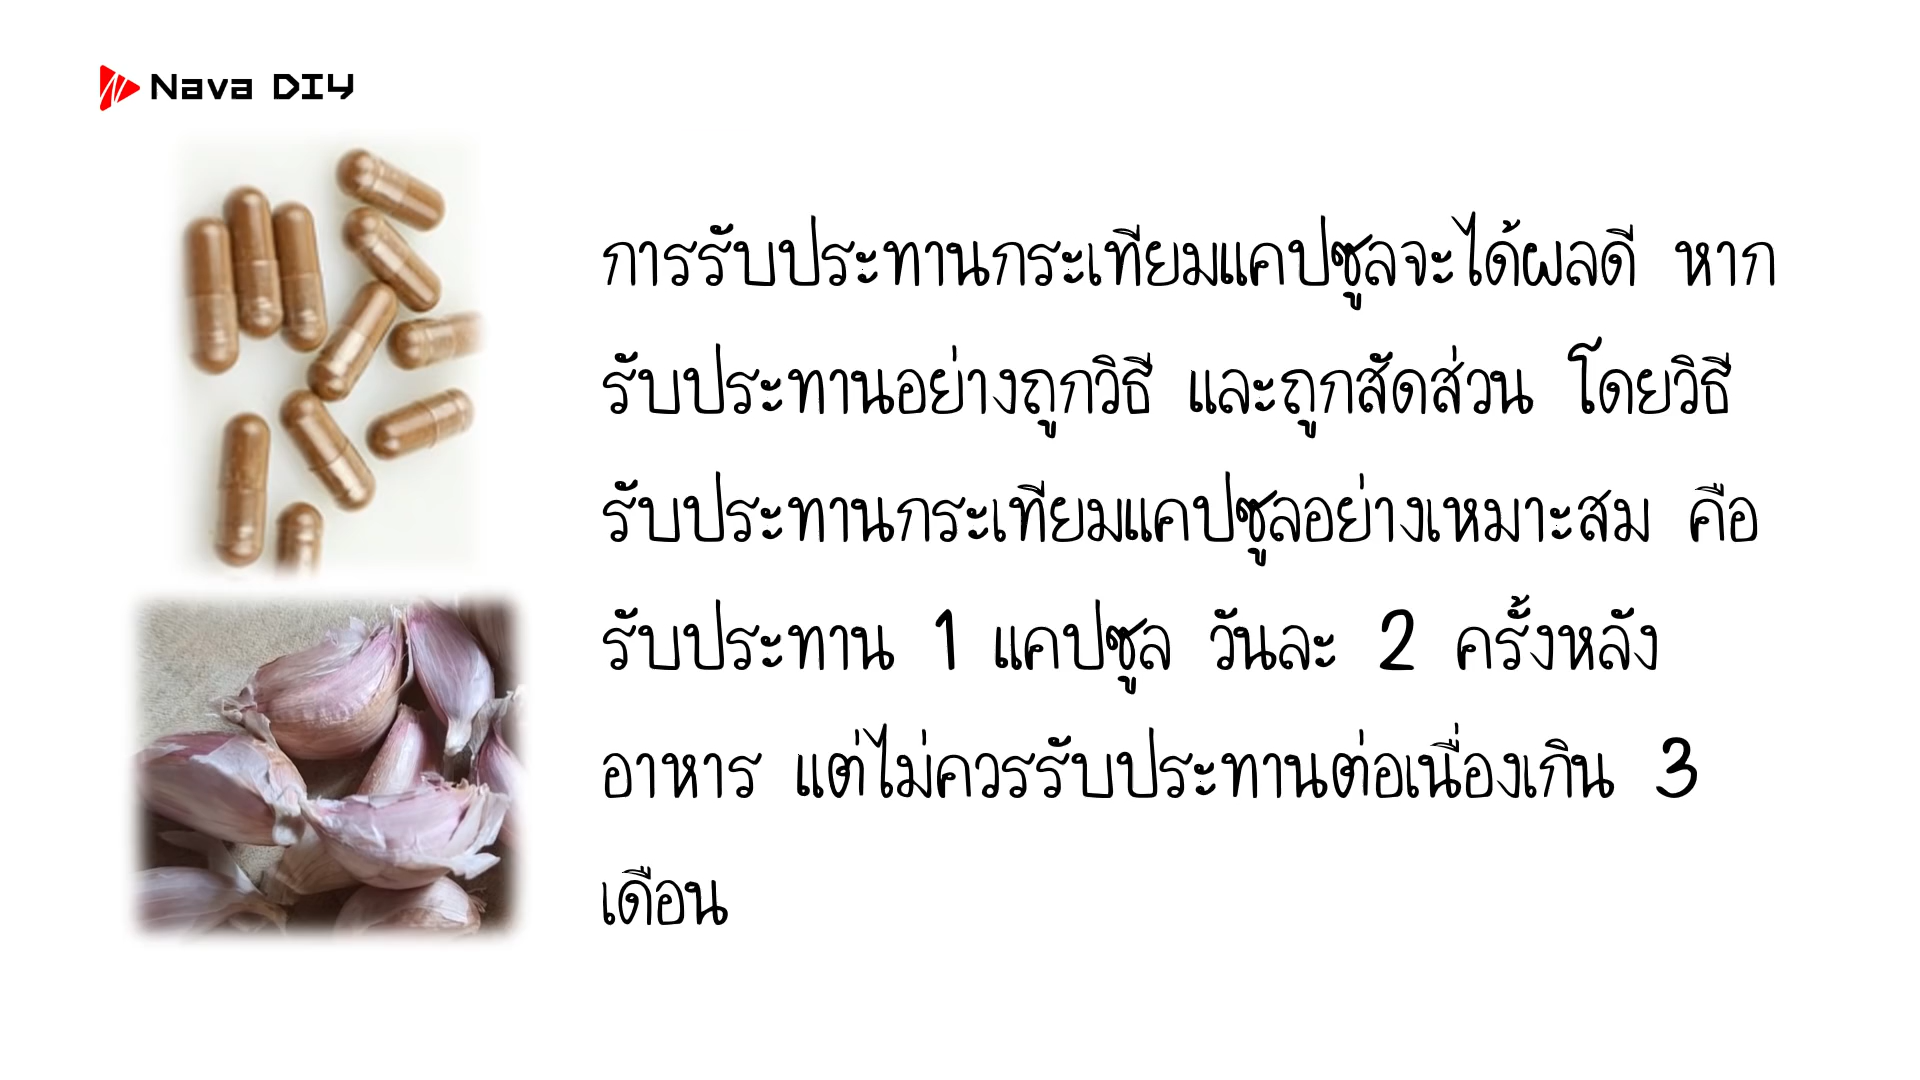 Nava DIY
การรับประทานกระเทียมแคปซูลจะได้ผลดี หาก
รับประทานอย่างถูกวิธี และถูกสัดส่วน โดยวิธี
รับประทานกระเทียมแคปซูลอย่างเหมาะสม คือ
รับประทาน 1 แคปซูล วันละ 2 ครั้งหลัง
อาหาร แต่ไม่ควรรับประทานต่อเนื่องเกิน 3
เดือน